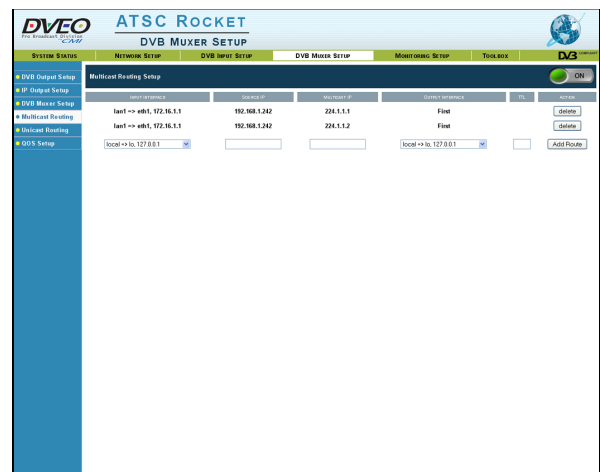 DVEO
Pro Broadcast Division
CMI
ATSC ROCKET
DVB MUXER SETUP
SYSTEM STATUS NETWORK SETUP DVB INPUT SETUP DVB MUXER SETUP MONITORING SETUP TOOLBOX DVB COMPLIANT
DVB Output Setup
IP Output Setup
DVB Muxer Setup
Multicast Routing
Unicast Routing
QOS Setup
Multicast Routing Setup ON
INPUT INTERFACE SOURCE IP MULTICAST IP OUTPUT INTERFACE TTL ACTION
lan1 => eth1, 172.16.1.1 192.168.1.242 224.1.1.1 First delete
lan1 => eth1, 172.16.1.1 192.168.1.242 224.1.1.2 First delete
local => lo, 127.0.0.1 local => lo, 127.0.0.1 Add Route